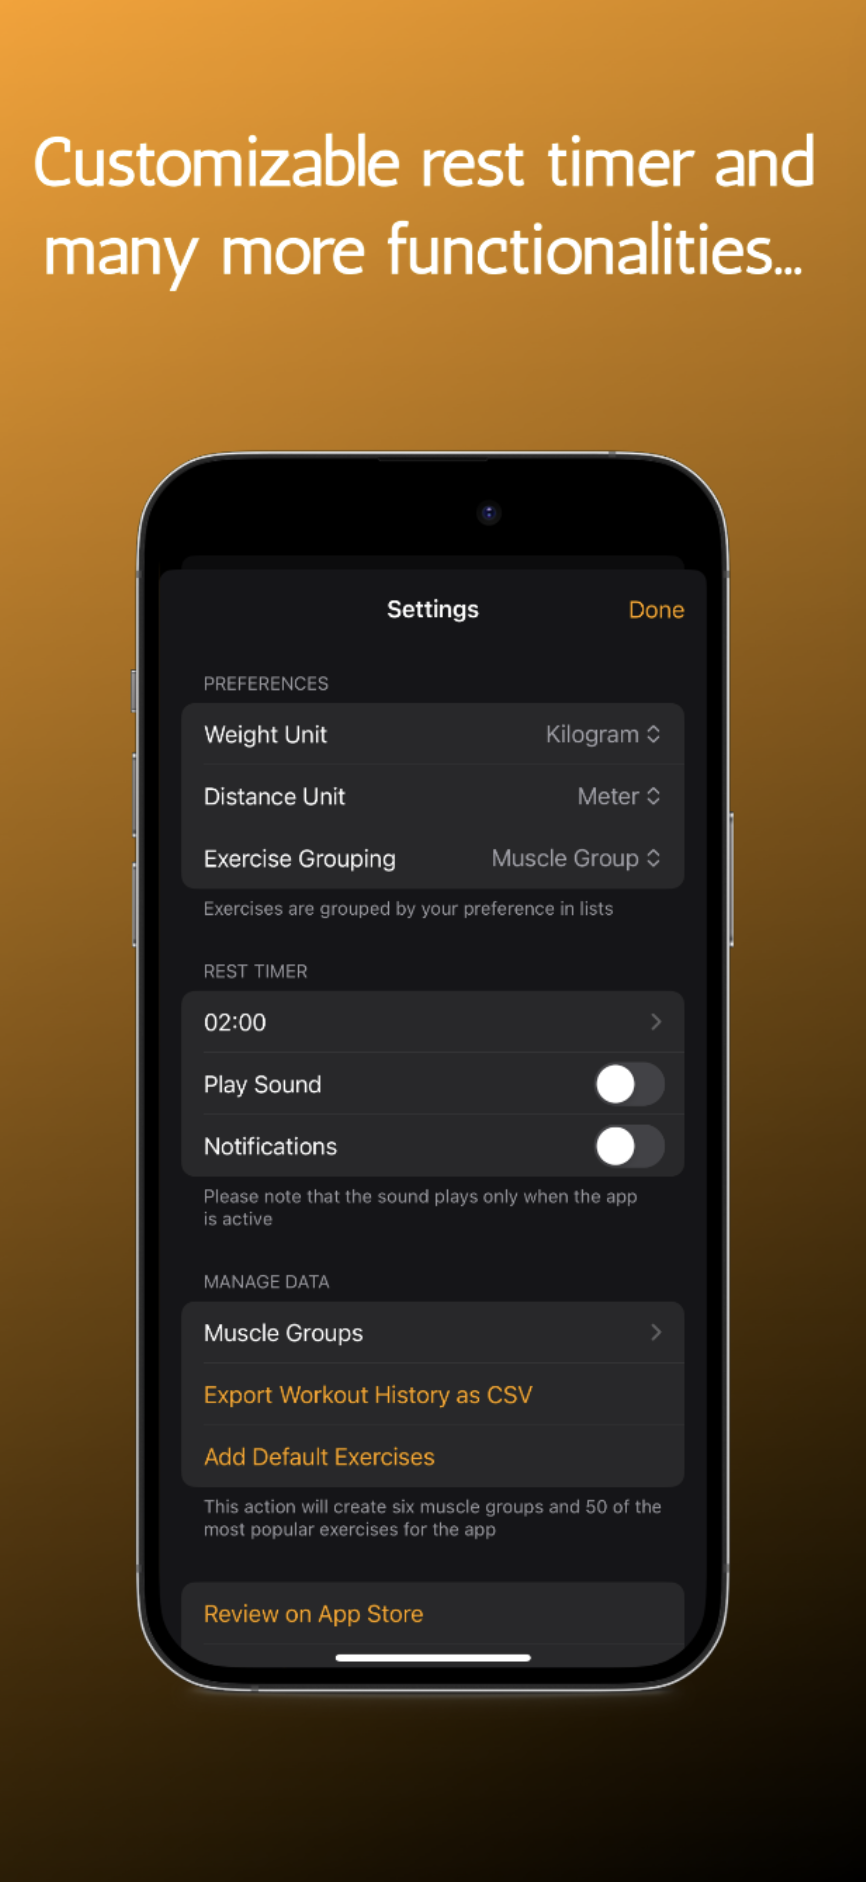 Customizable rest timer and
many more functionalities...
Settings
Done
PREFERENCES
Weight Unit
Kilogram
Distance Unit
Meter
Exercise Grouping
Muscle Group
Exercises are grouped by your preference in lists
REST TIMER
02:00
Play Sound
Notifications
Please note that the sound plays only when the app
is active
MANAGE DATA
Muscle Groups
Export Workout History as CSV
Add Default Exercises
This action will create six muscle groups and 50 of the
most popular exercises for the app
Review on App Store